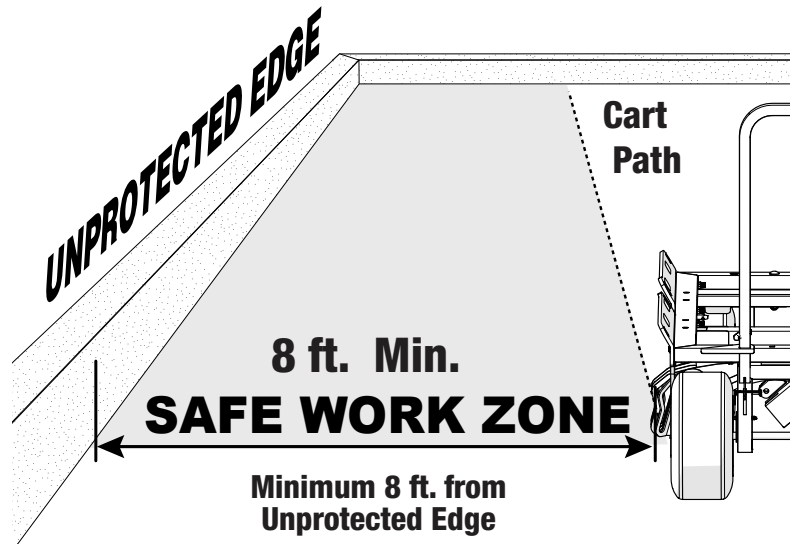 UNPROTECTED EDGE
Cart
Path
8 ft. Min.
SAFE WORK ZONE
Minimum 8 ft. from
Unprotected Edge